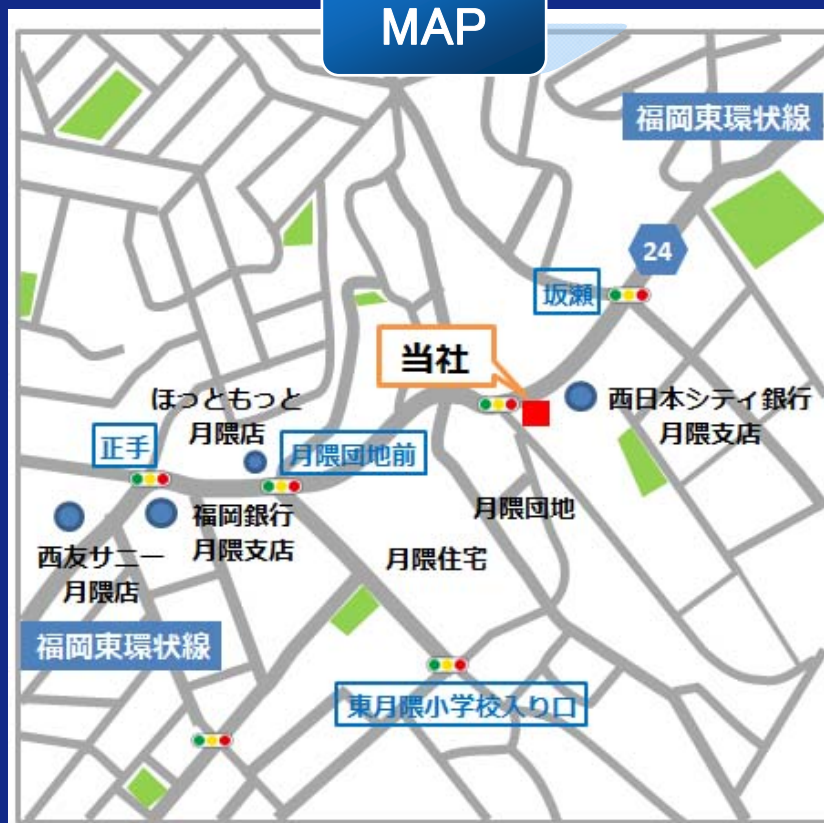 MAP
福岡東環状線
24
坂瀬
当社
ほっともっと
月隈店
西日本シティ銀行
月隈支店
正手
月隈団地前
福岡銀行
月隈支店
月隈団地
西友サニー
月隈店
月隈住宅
福岡東環状線
東月隈小学校入り口